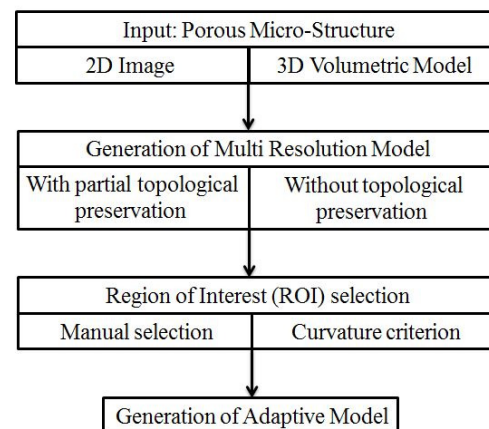 Input: Porous Micro-Structure
2D Image
3D Volumetric Model
Generation of Multi Resolution Model
With partial topological
preservation
Without topological
preservation
Region of Interest (ROI) selection
Manual selection
Curvature criterion
Generation of Adaptive Model